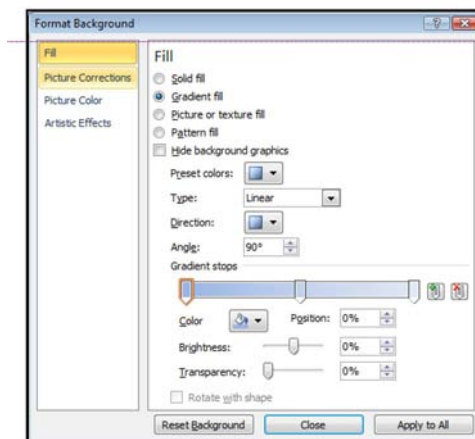 Format Background
Fill
Picture Corrections
Picture Color
Artistic Effects
Fill
Solid fill
Gradient fill
Picture or texture fill
Pattern fill
Hide background graphics
Preset colors:
Type: Linear
Direction:
Angle: 90°
Gradient stops
Color Position: 0%
Brightness: 0%
Transparency: 0%
Rotate with shape
Reset Background Close Apply to All